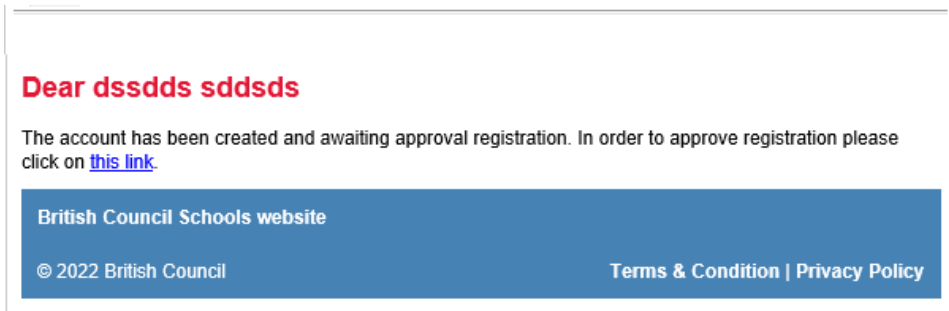 Dear dssdds sddsds
The account has been created and awaiting approval registration. In order to approve registration please
click on this link.
British Council Schools website
© 2022 British Council
Terms & Condition | Privacy Policy